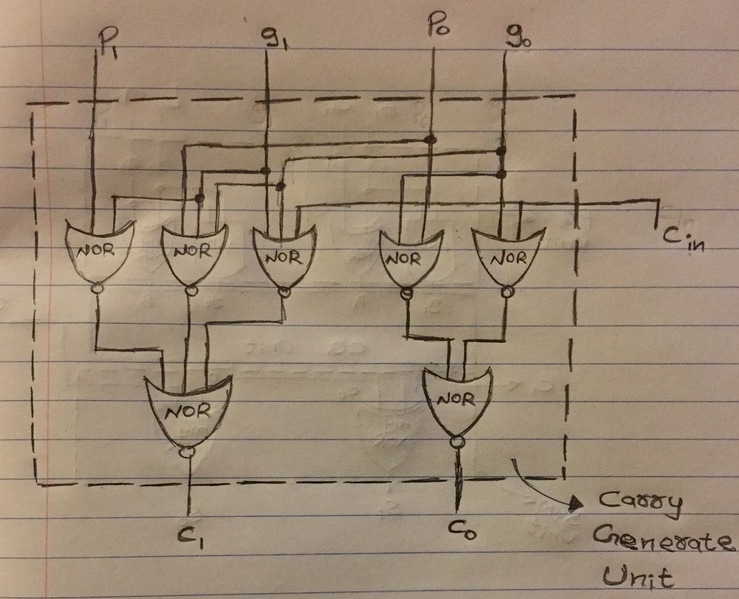 P1 g1 P0 g0
Cin
NOR NOR NOR NOR NOR
NOR NOR
C1 C0
Carry
Generate
Unit